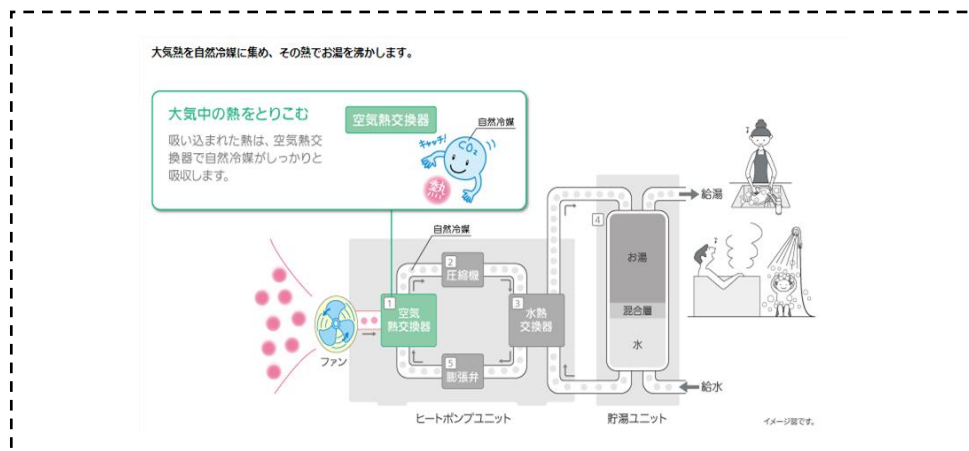 大気熱を自然冷媒に集め、その熱でお湯を沸かします。
大気中の熱をとりこむ
吸い込まれた熱は、空気熱交
換器で自然冷媒がしっかりと
吸収します。
空気熱交換器
自然冷媒
キャッチ!
CO₂
熱
自然冷媒
ファン
1
空気
熱交換器
2
圧縮機
3
水熱
交換器
5
膨張弁
ヒートポンプユニット
4
お湯
混合層
水
給湯
給水
貯湯ユニット
イメージ図です。